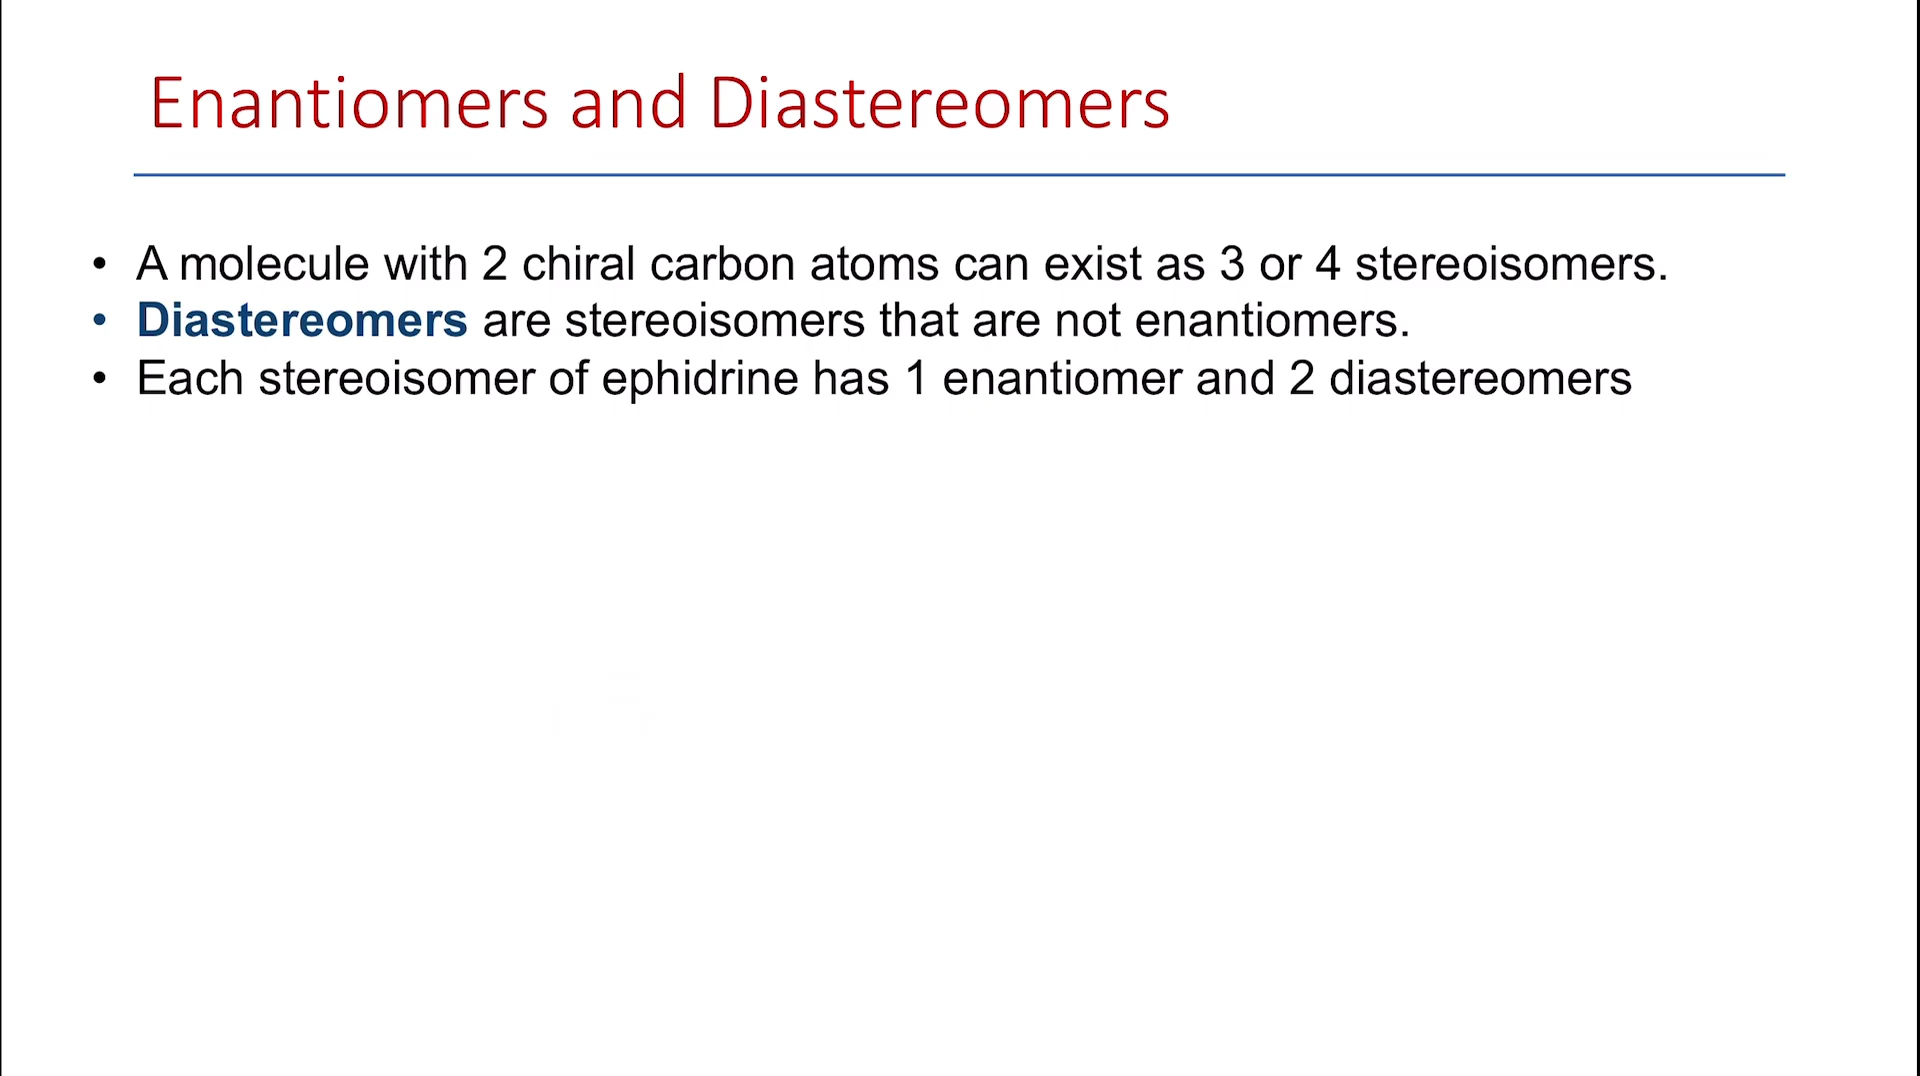 Enantiomers and Diastereomers
• A molecule with 2 chiral carbon atoms can exist as 3 or 4 stereoisomers.
• Diastereomers are stereoisomers that are not enantiomers.
• Each stereoisomer of ephidrine has 1 enantiomer and 2 diastereomers